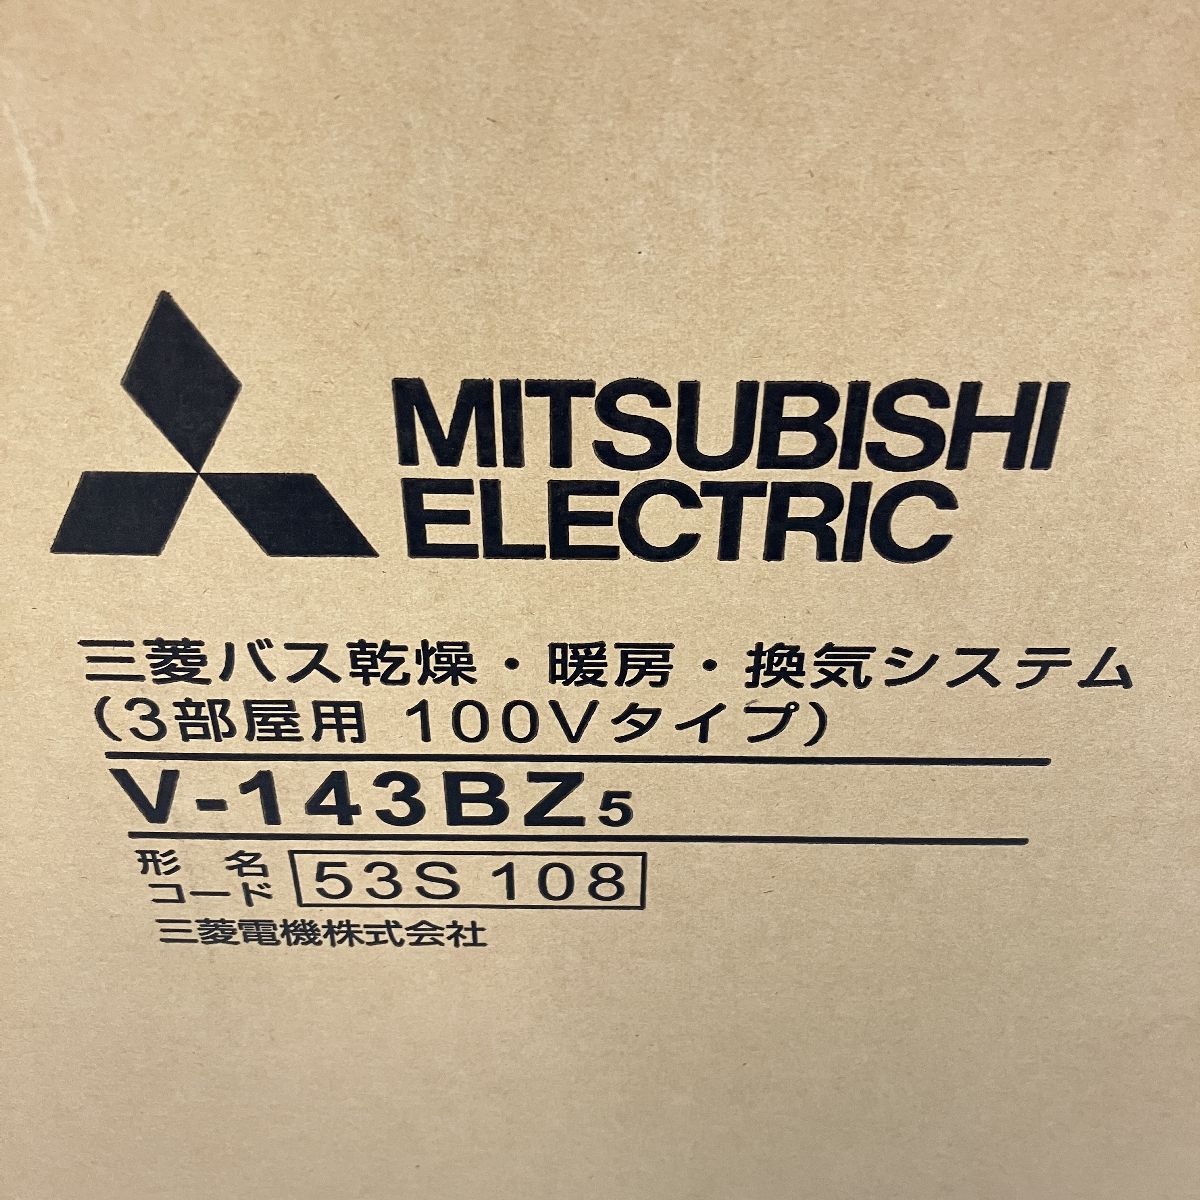 MITSUBISHI
ELECTRIC
三菱バス乾燥・暖房・換気システム
(3部屋用 100Vタイプ)
V-143BZ5
形名
コード 53S 108
三菱電機株式会社